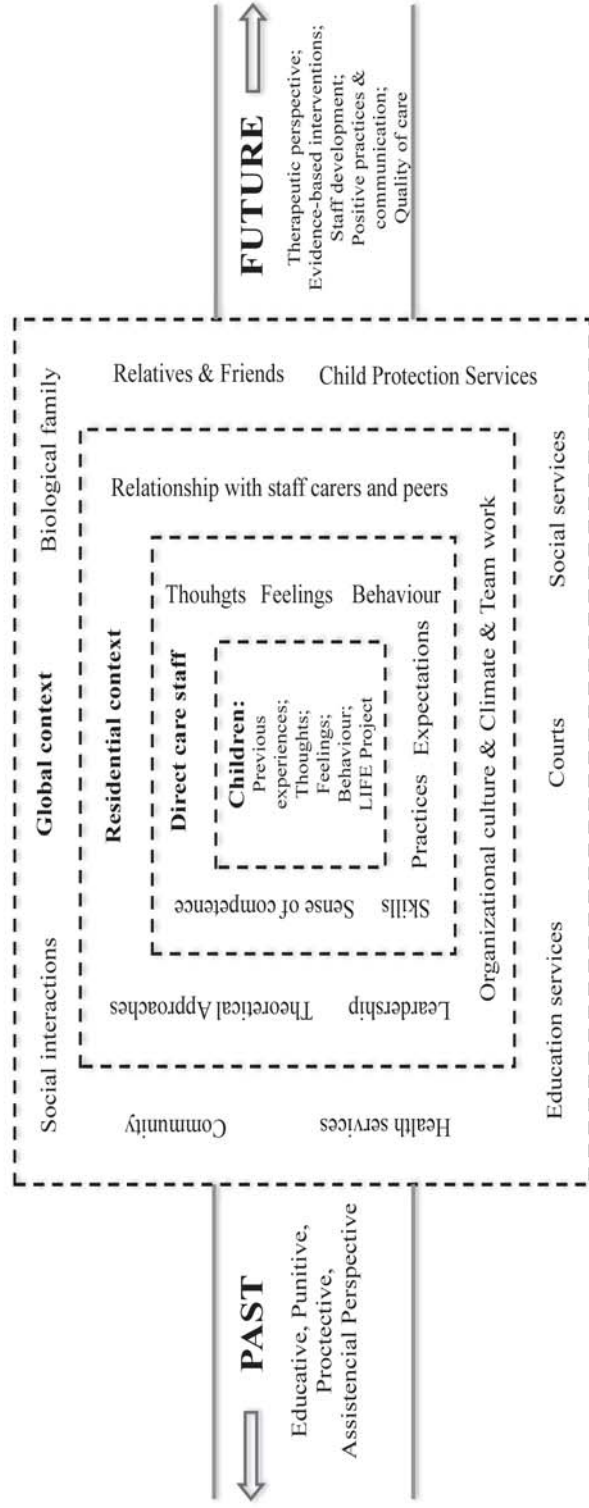 PAST
Educative, Punitive,
Proctective,
Assistencial Perspective
Global context
Social interactions
Biological family
Community
Health services
Relatives & Friends
Child Protection Services
Education services
Courts
Social services
Residential context
Theoretical Approaches
Leardership
Relationship with staff carers and peers
Organizational culture & Climate & Team work
Direct care staff
Sense of competence
Skills
Thouhgts
Feelings
Behaviour
Practices
Expectations
Children:
Previous
experiences;
Thoughts;
Feelings;
Behaviour;
LIFE Project
FUTURE
Therapeutic perspective;
Evidence-based interventions;
Staff development;
Positive practices &
communication;
Quality of care